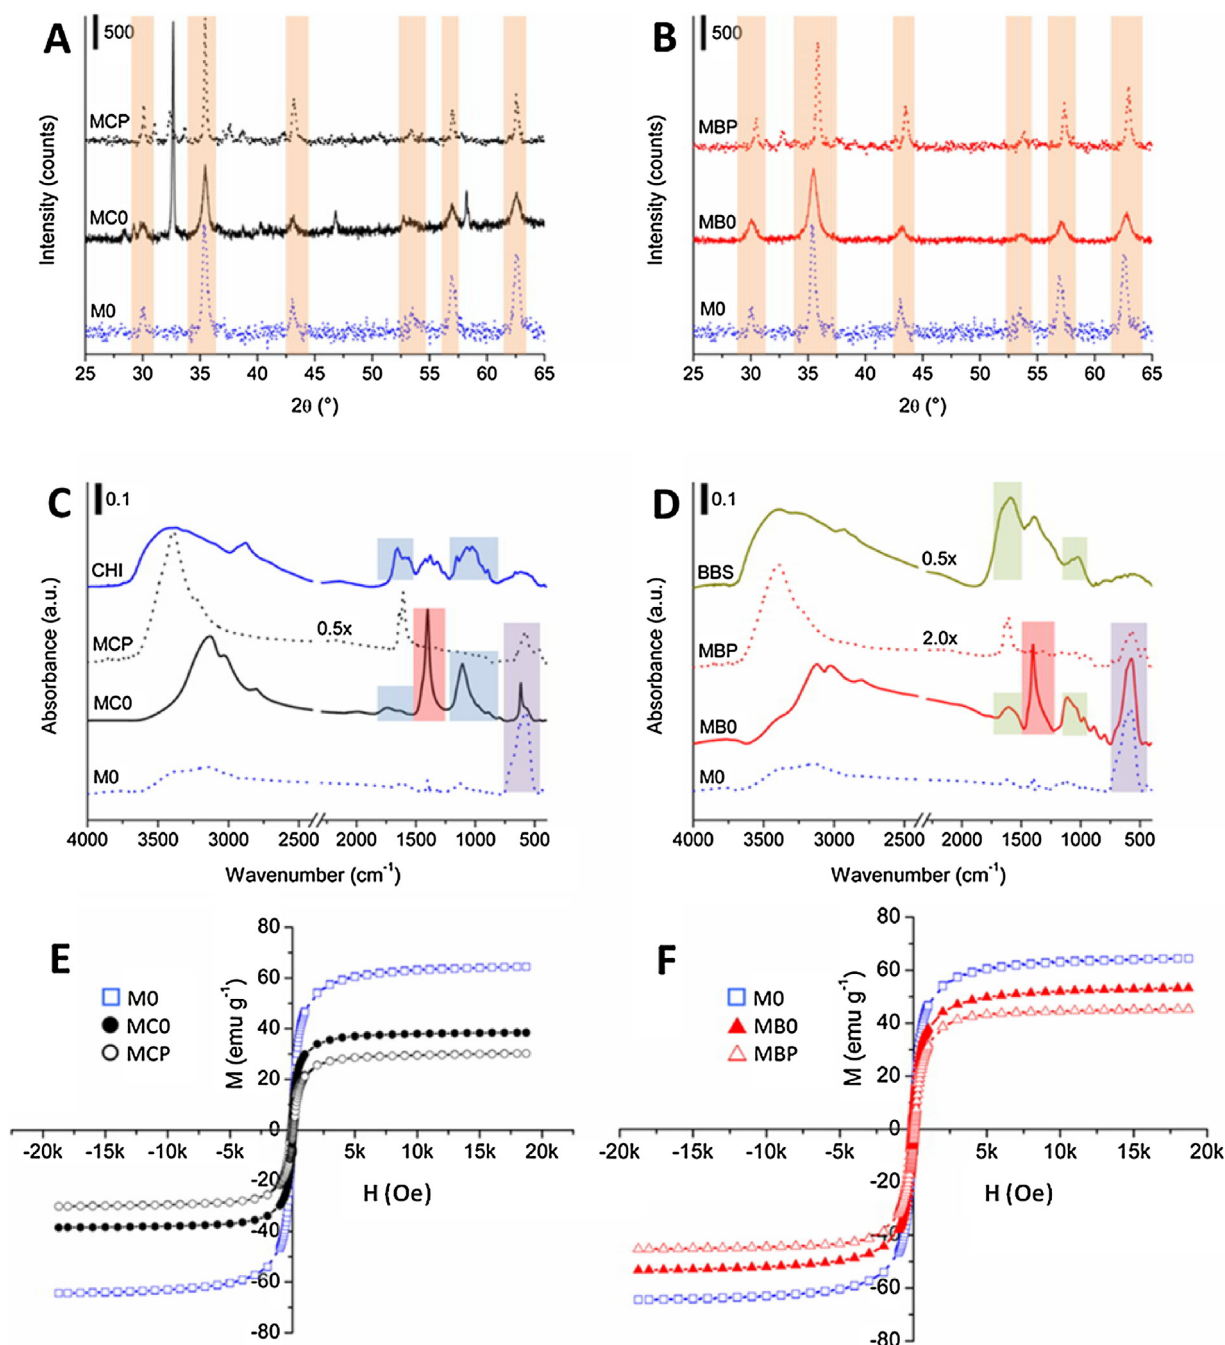 A
500
MCP
MC0
M0
Intensity (counts)
25 30 35 40 45 50 55 60 65
2θ (°)
B
500
MBP
MB0
M0
Intensity (counts)
25 30 35 40 45 50 55 60 65
2θ (°)
C
0.1
CHI
0.5x
MCP
MC0
M0
Absorbance (a.u.)
4000 3500 3000 2500 2000 1500 1000 500
Wavenumber (cm⁻¹)
D
0.1
0.5x
BBS
2.0x
MBP
MB0
M0
Absorbance (a.u.)
4000 3500 3000 2500 2000 1500 1000 500
Wavenumber (cm⁻¹)
E
M0
MC0
MCP
M (emu g⁻¹)
80
60
40
20
0
-20
-40
-60
-80
-20k -15k -10k -5k 5k 10k 15k 20k
H (Oe)
F
M0
MB0
MBP
M (emu g⁻¹)
80
60
40
20
0
-20
-40
-60
-80
-20k -15k -10k -5k 5k 10k 15k 20k
H (Oe)